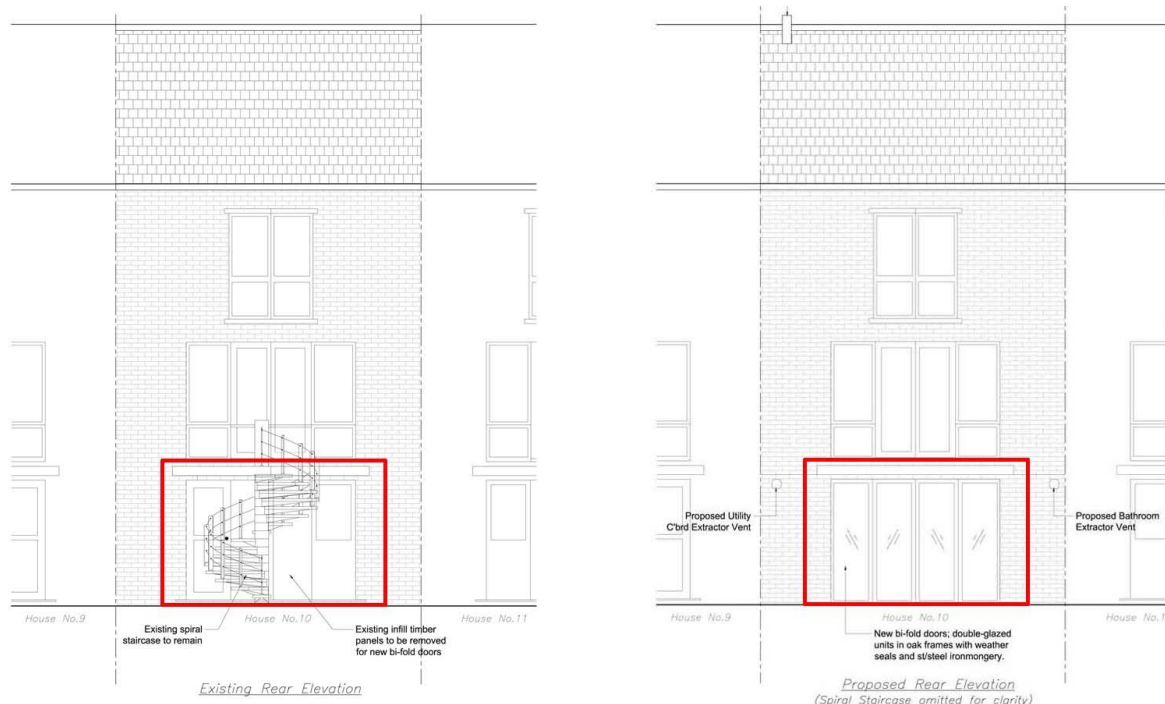 House No.9
House No.10
House No.11
Existing spiral
staircase to remain
Existing infill timber
panels to be removed
for new bi-fold doors
Existing Rear Elevation
Proposed Utility
C'brd Extractor Vent
Proposed Bathroom
Extractor Vent
House No.9
House No.10
House No.1
New bi-fold doors; double-glazed
units in oak frames with weather
seals and st/steel ironmongery.
Proposed Rear Elevation
(Spiral Staircase omitted for clarity)